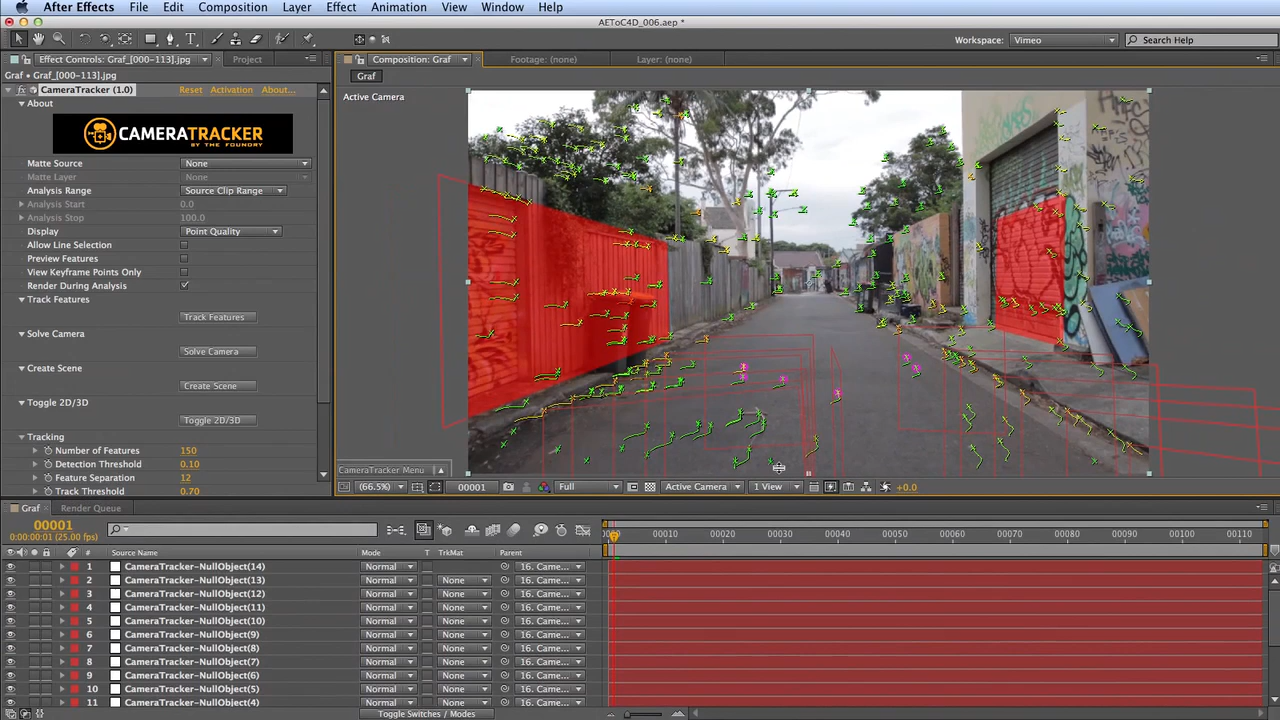 After Effects File Edit Composition Layer Effect Animation View Window Help
AEToC4D_006.aep *
Workspace: Vimeo Search Help
Effect Controls: Graf_[000-113].jpg Project
Composition: Graf Footage: (none) Layer: (none)
Graf • Graf_[000-113].jpg
Graf
CameraTracker (1.0) Reset Activation About...
Active Camera
About
CAMERATRACKER
BY THE FOUNDRY
Matte Source None
Matte Layer None
Analysis Range Source Clip Range
Analysis Start 0.0
Analysis Stop 100.0
Display Point Quality
Allow Line Selection
Preview Features
View Keyframe Points Only
Render During Analysis
Track Features
Track Features
Solve Camera
Solve Camera
Create Scene
Create Scene
Toggle 2D/3D
Toggle 2D/3D
Tracking
Number of Features 150
Detection Threshold 0.10
Feature Separation 12
Track Threshold 0.70
CameraTracker Menu
(66.5%) 00001 Full Active Camera 1 View +0.0
Graf Render Queue
00001
0:00:00:01 (25.00 fps)
00010 00020 00030 00040 00050 00060 00070 00080 00090 00100 00110
# Source Name Mode T TrkMat Parent
1 CameraTracker-NullObject(14) Normal 16. Came...
2 CameraTracker-NullObject(13) Normal None 16. Came...
3 CameraTracker-NullObject(12) Normal None 16. Came...
4 CameraTracker-NullObject(11) Normal None 16. Came...
5 CameraTracker-NullObject(10) Normal None 16. Came...
6 CameraTracker-NullObject(9) Normal None 16. Came...
7 CameraTracker-NullObject(8) Normal None 16. Came...
8 CameraTracker-NullObject(7) Normal None 16. Came...
9 CameraTracker-NullObject(6) Normal None 16. Came...
10 CameraTracker-NullObject(5) Normal None 16. Came...
11 CameraTracker-NullObject(4) Normal None 16. Came...
Toggle Switches / Modes